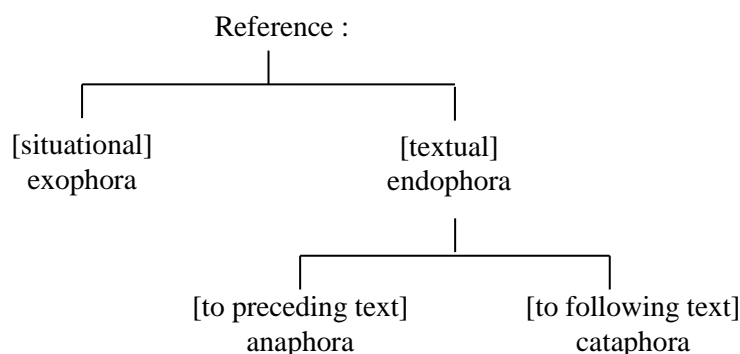 Reference :
[situational]
exophora
[textual]
endophora
[to preceding text]
anaphora
[to following text]
cataphora